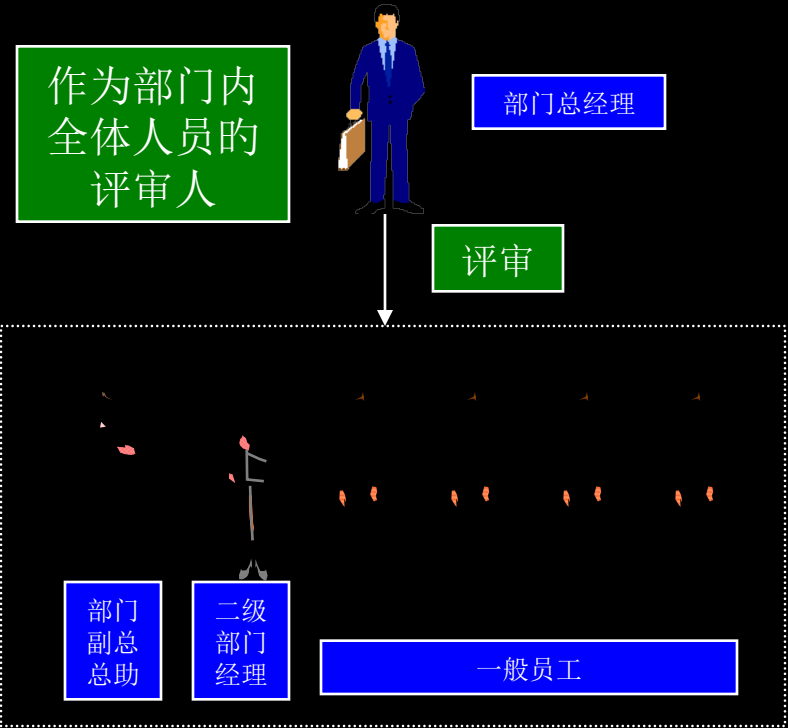 作为部门内
全体人员旳
评审人
部门总经理
评审
部门
副总
总助
二级
部门
经理
一般员工